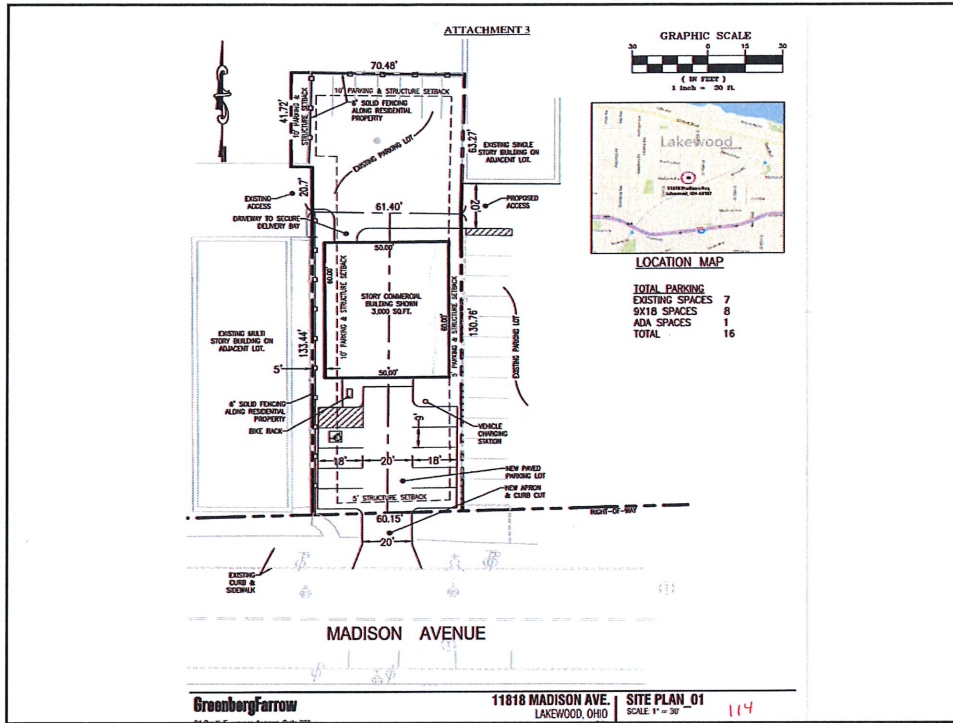 ATTACHMENT 3
GRAPHIC SCALE
30 0 15 30
( IN FEET )
1 inch = 30 ft.
70.48'
10' PARKING & STRUCTURE SETBACK
6' SOLID FENCING
ALONG RESIDENTIAL
PROPERTY
41.72'
10' PARKING &
STRUCTURE SETBACK
EXISTING PARKING LOT
63.27'
EXISTING SINGLE
STORY BUILDING ON
ADJACENT LOT.
Lakewood
LOCATION MAP
EXISTING
ACCESS
20.7'
61.40'
20'
PROPOSED
ACCESS
DRIVEWAY TO SECURE
DELIVERY BAY
TOTAL PARKING
EXISTING SPACES 7
9X18 SPACES 8
ADA SPACES 1
TOTAL 16
50.00'
60.00'
10' PARKING & STRUCTURE SETBACK
STORY COMMERCIAL
BUILDING SHOWN
3,000 SQ.FT.
60.00'
5' PARKING & STRUCTURE SETBACK
130.76'
EXISTING PARKING LOT
EXISTING MULTI
STORY BUILDING ON
ADJACENT LOT.
133.44'
5'
50.00'
6' SOLID FENCING
ALONG RESIDENTIAL
PROPERTY
BIKE RACK
9'
VEHICLE
CHARGING
STATION
18' 20' 18'
NEW PAVED
PARKING LOT
5' STRUCTURE SETBACK
NEW APRON
& CURB CUT
60.15'
RIGHT-OF-WAY
20'
EXISTING
CURB &
SIDEWALK
MADISON AVENUE
GreenbergFarrow
11818 MADISON AVE.
LAKEWOOD, OHIO
SITE PLAN_01
SCALE: 1" = 30'
114